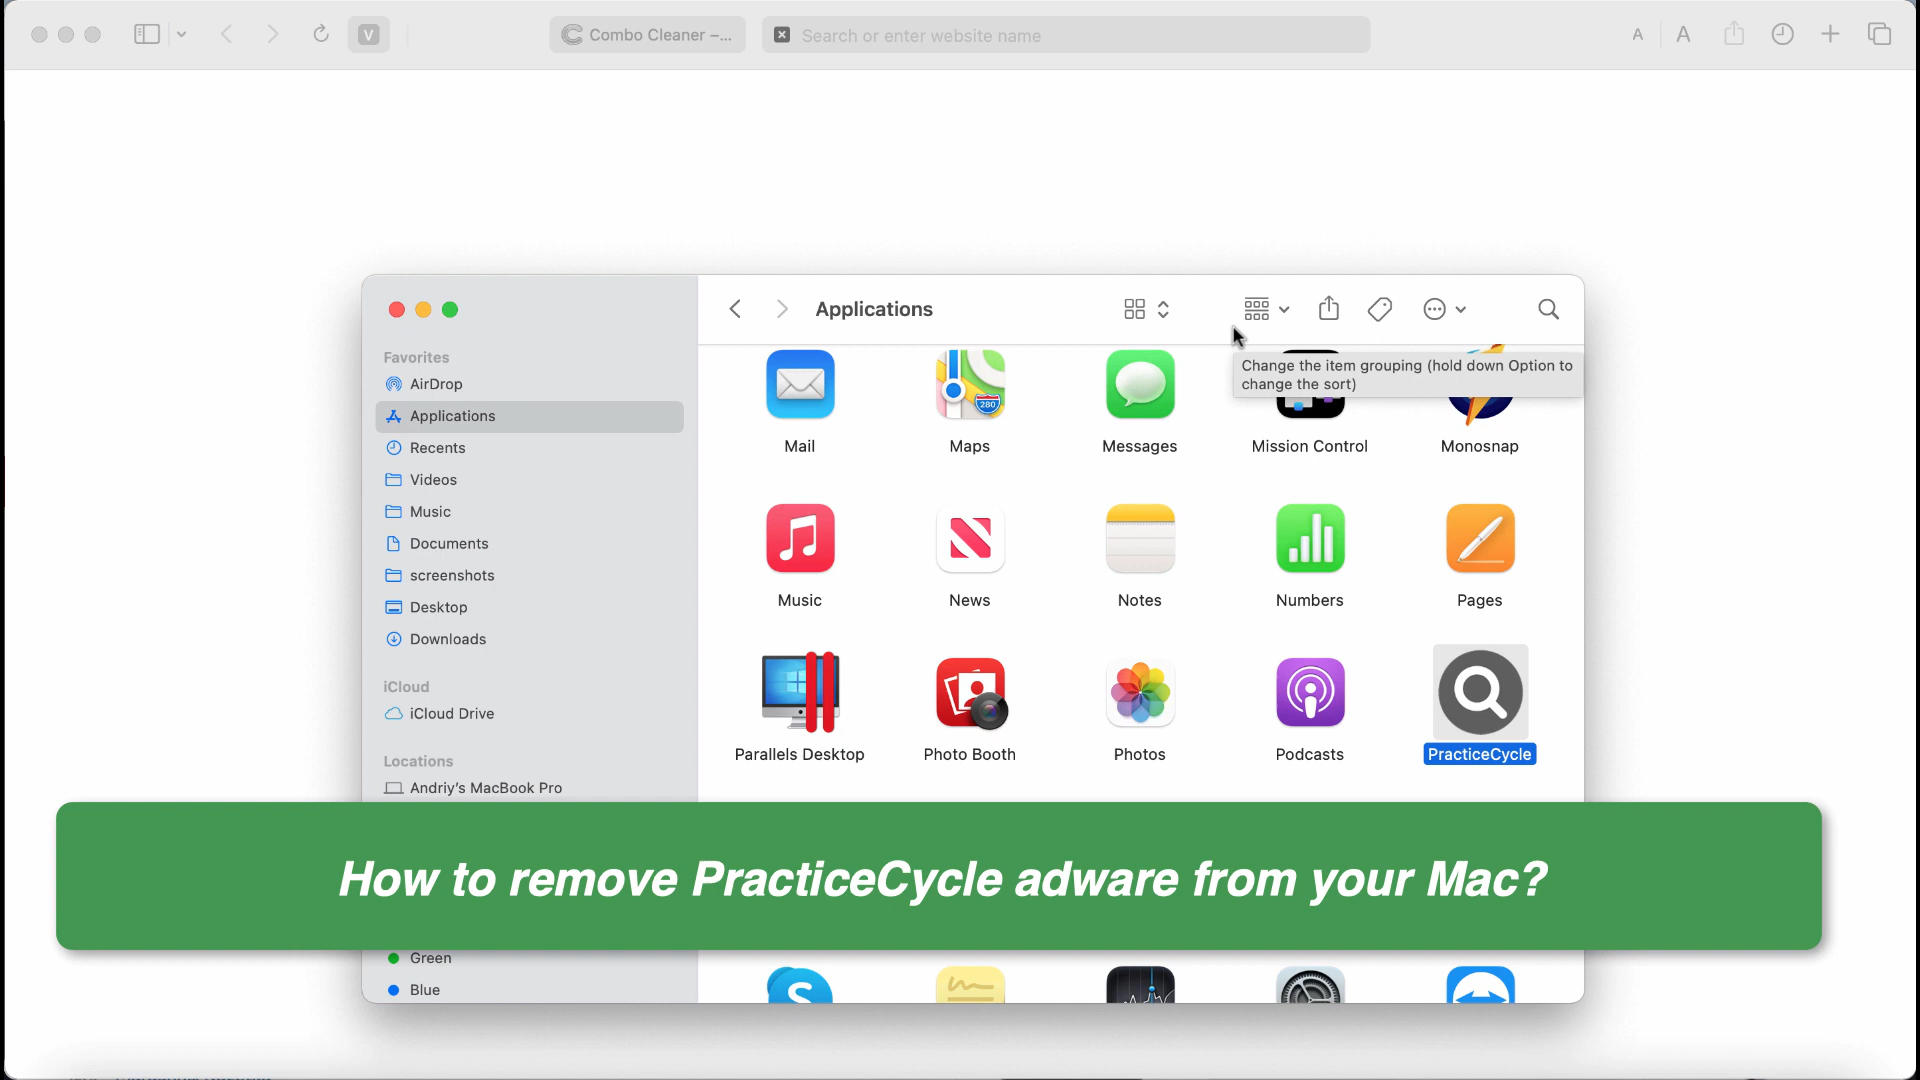 V
Combo Cleaner –...
Search or enter website name
A
A
Applications
Change the item grouping (hold down Option to
change the sort)
Favorites
AirDrop
Applications
Recents
Videos
Music
Documents
screenshots
Desktop
Downloads
iCloud
iCloud Drive
Locations
Andriy's MacBook Pro
280
Mail
Maps
Messages
Mission Control
Monosnap
Music
News
Notes
Numbers
Pages
Parallels Desktop
Photo Booth
Photos
Podcasts
PracticeCycle
How to remove PracticeCycle adware from your Mac?
Green
Blue
S